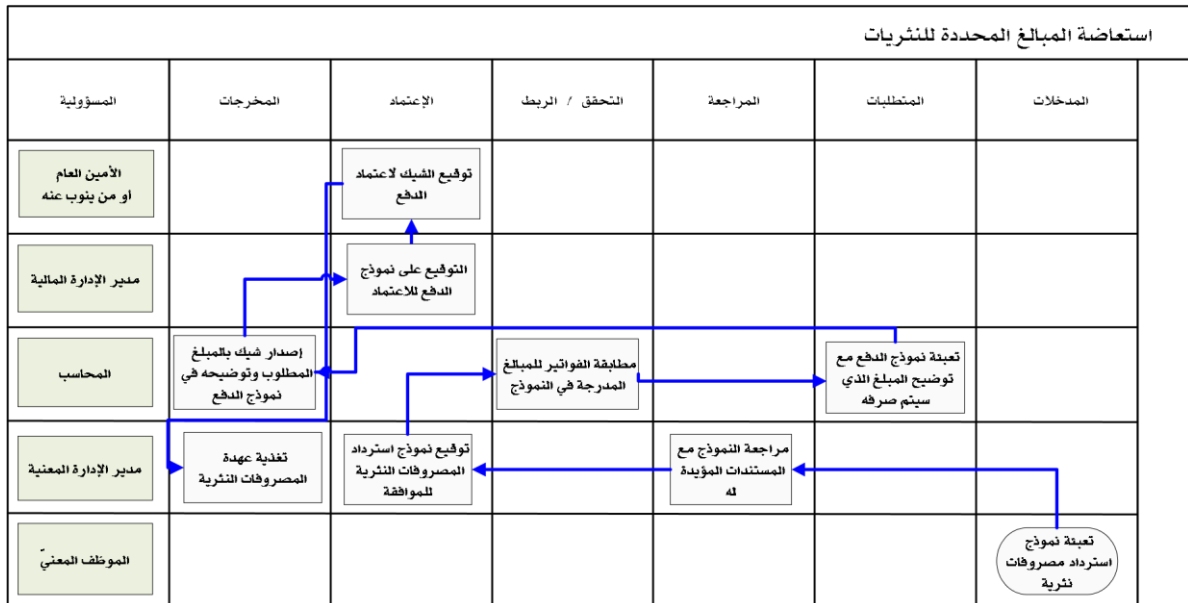 استعاضة المبالغ المحددة للنثريات
المدخلات
المتطلبات
المراجعة
التحقق / الربط
الإعتماد
المخرجات
المسؤولية
توقيع الشيك لاعتماد
الدفع
الأمين العام
او من ينوب عنه
التوقيع على نموذج
الدفع للاعتماد
مدير الإدارة المالية
تعبئة نموذج الدفع مع
توضيح المبلغ الذي
سيتم صرفه
مطابقة الفواتير للمبالغ
المدرجة في النموذج
إصدار شيك بالمبلغ
المطلوب وتوضيحه في
نموذج الدفع
المحاسب
مراجعة النموذج مع
المستندات المؤيدة
له
توقيع نموذج استرداد
المصروفات النثرية
للموافقة
تغذية عهدة
المصروفات النثرية
مدير الإدارة المعنية
تعبئة نموذج
استرداد مصروفات
نثرية
الموظف المعنيّ